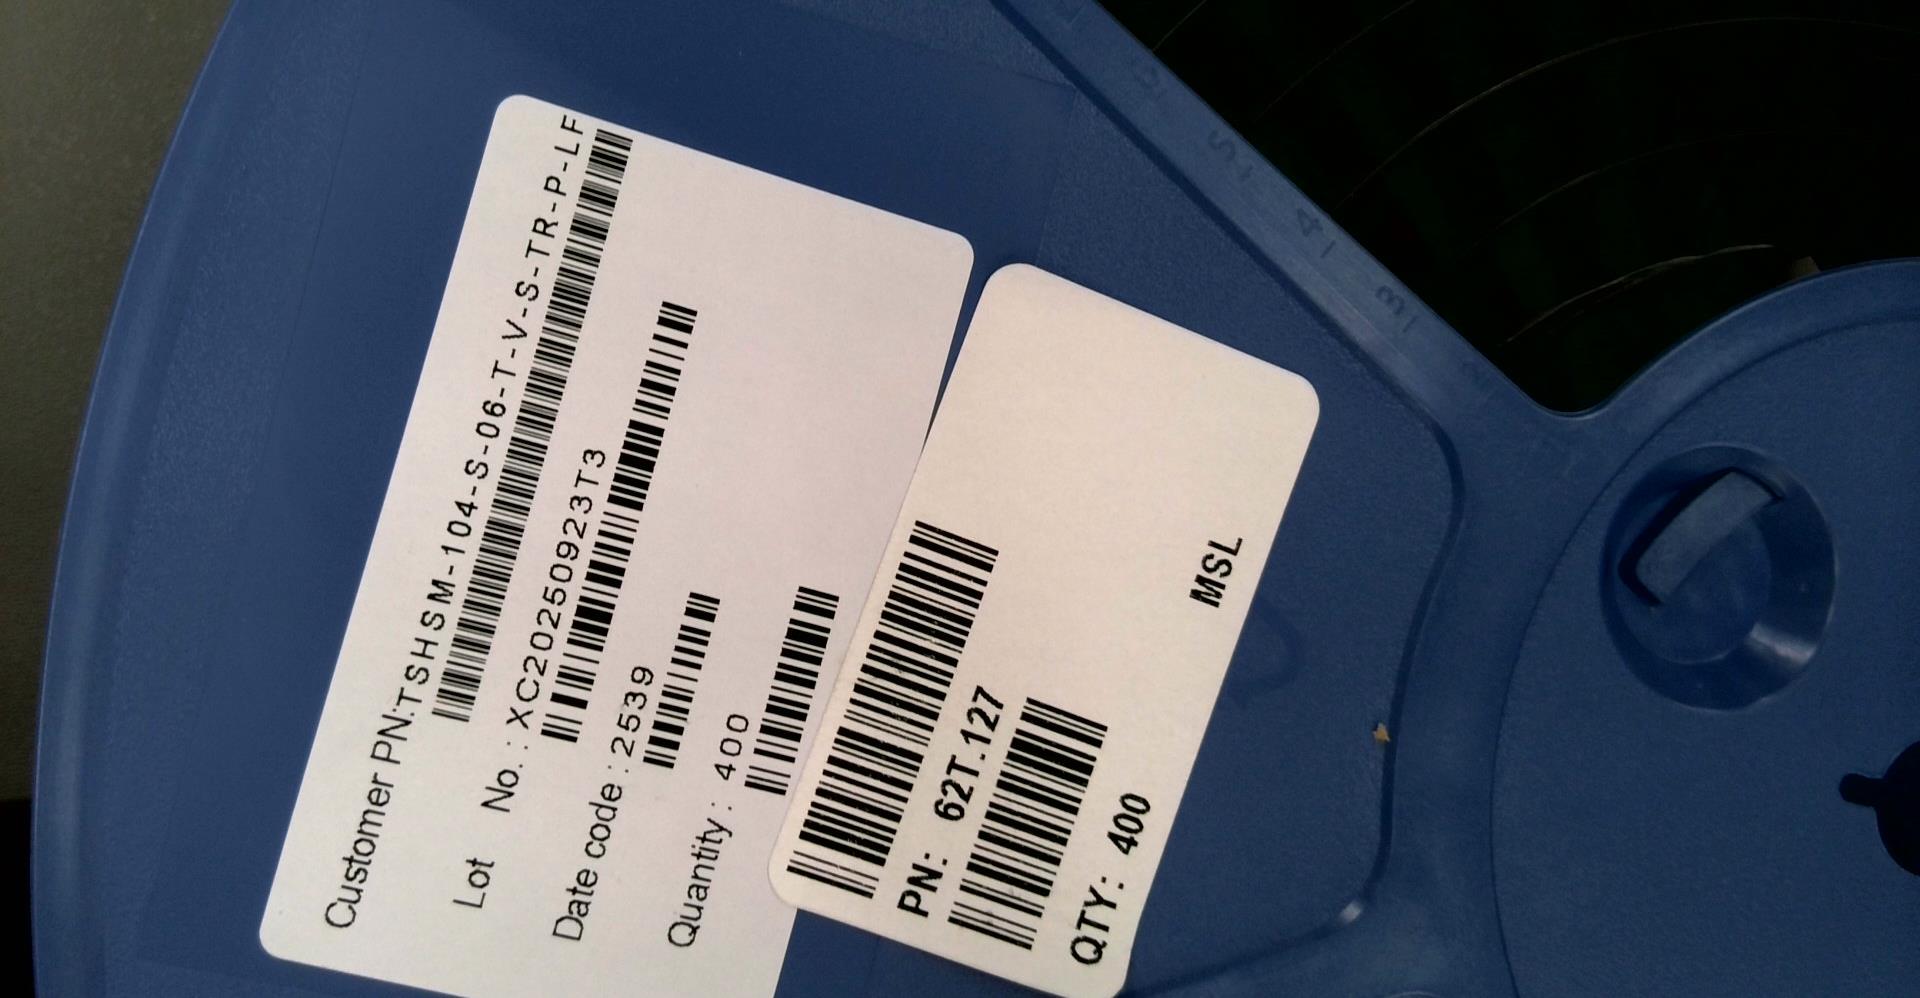 Customer PN:TSHSM-104-S-06-T-V-S-TR-P-LF
Lot No.: XC20250923T3
Date code: 2539
Quantity: 400
PN: 62T.127
QTY: 400
MSL